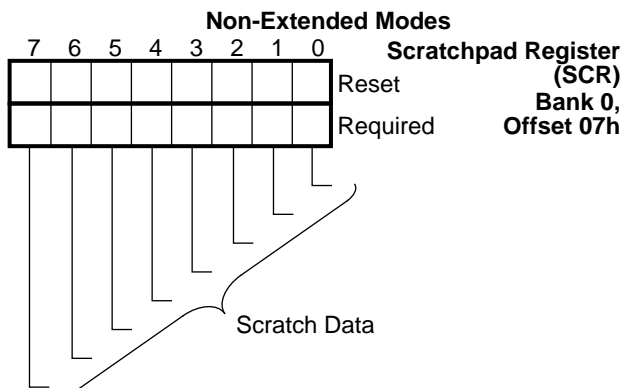 Non-Extended Modes
7 6 5 4 3 2 1 0
Scratchpad Register
(SCR)
Bank 0,
Offset 07h
Reset
Required
Scratch Data